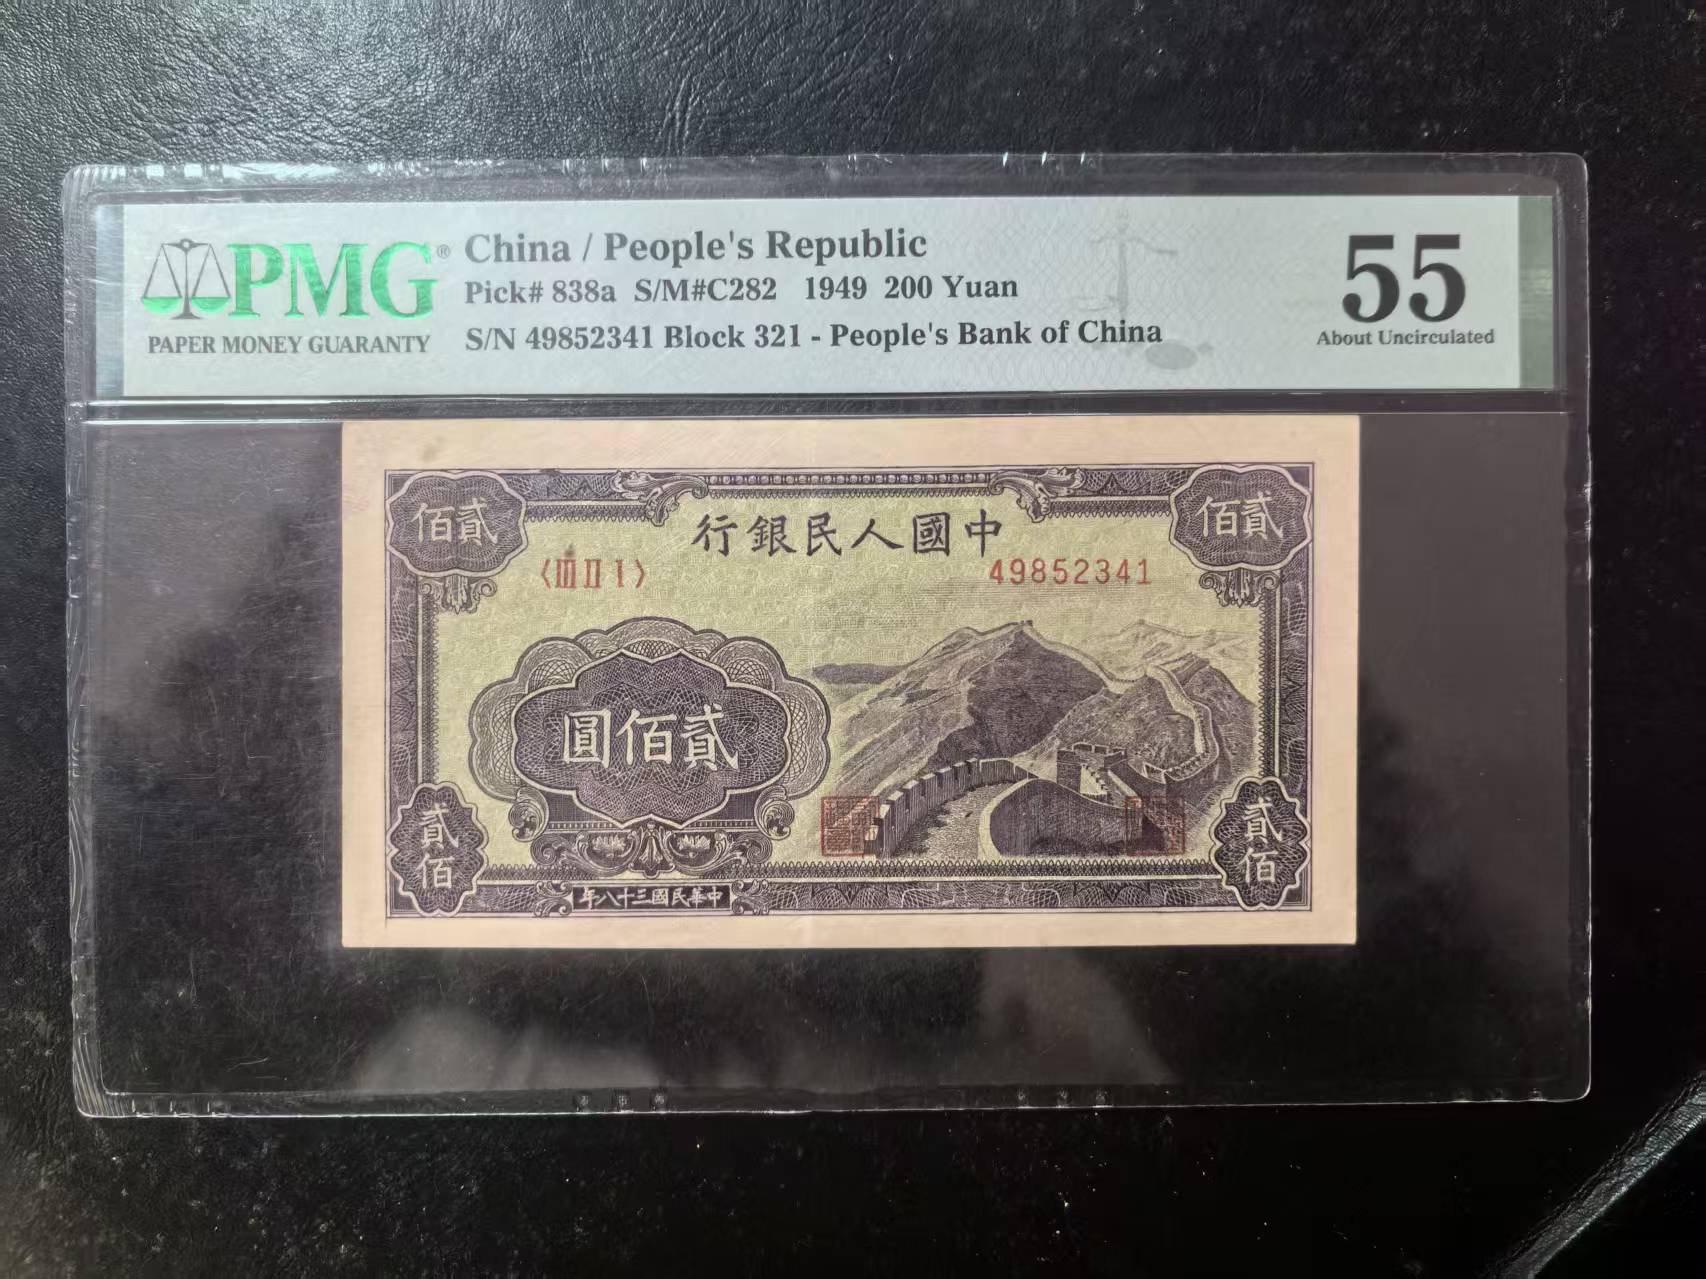 PMG®
PAPER MONEY GUARANTY
China / People's Republic
Pick# 838a S/M#C282 1949 200 Yuan
S/N 49852341 Block 321 - People's Bank of China
55
About Uncirculated
佰貳
行銀民人國中
佰貳
〈III II I〉
49852341
圓佰貳
貳佰
貳佰
年八十三國民華中